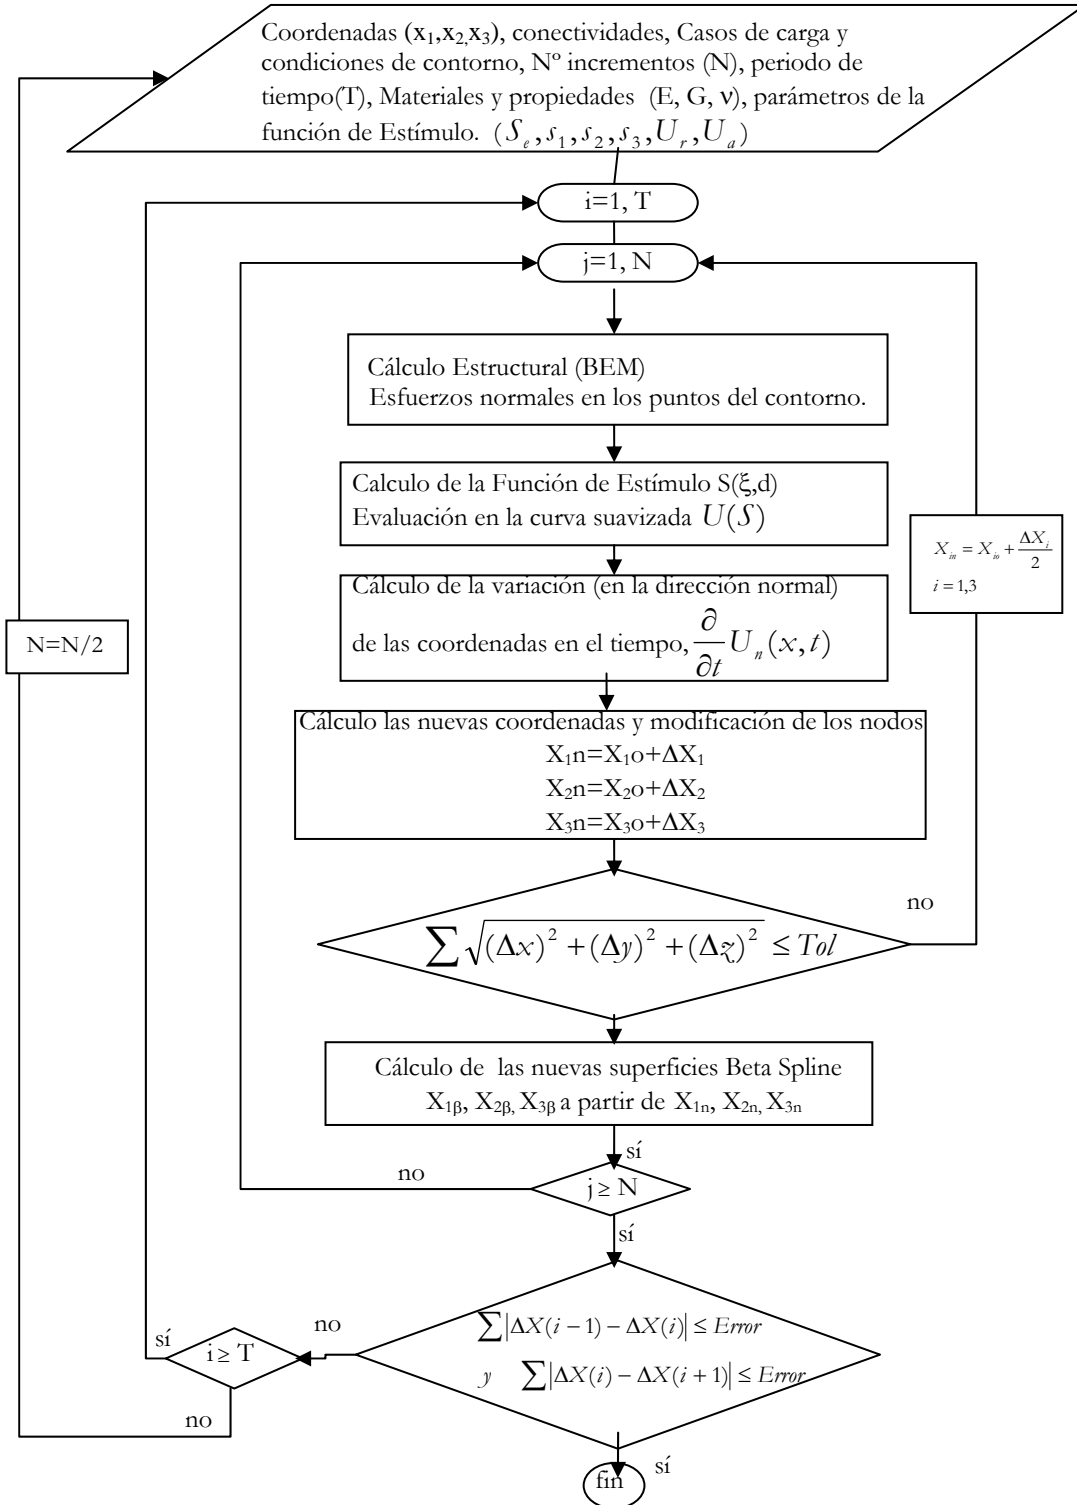 Coordenadas (x₁,x₂,x₃), conectividades, Casos de carga y
condiciones de contorno, Nº incrementos (N), periodo de
tiempo(T), Materiales y propiedades (E, G, ν), parámetros de la
función de Estímulo. (Sₑ,s₁,s₂,s₃,Uᵣ,Uₐ)
i=1, T
j=1, N
Cálculo Estructural (BEM)
Esfuerzos normales en los puntos del contorno.
Calculo de la Función de Estímulo S(ξ,d)
Evaluación en la curva suavizada U(S)
X_{in} = X_{io} + ΔX_i/2
i = 1,3
Cálculo de la variación (en la dirección normal)
de las coordenadas en el tiempo, ∂/∂t Uₙ(x,t)
N=N/2
Cálculo las nuevas coordenadas y modificación de los nodos
X₁n=X₁o+ΔX₁
X₂n=X₂o+ΔX₂
X₃n=X₃o+ΔX₃
no
∑ √((Δx)² + (Δy)² + (Δz)²) ≤ Tol
Cálculo de las nuevas superficies Beta Spline
X₁ᵦ, X₂ᵦ, X₃ᵦ a partir de X₁ₙ, X₂ₙ, X₃ₙ
sí
no
j ≥ N
sí
∑|ΔX(i−1) − ΔX(i)| ≤ Error
y ∑|ΔX(i) − ΔX(i+1)| ≤ Error
no
sí
i ≥ T
no
sí
fin